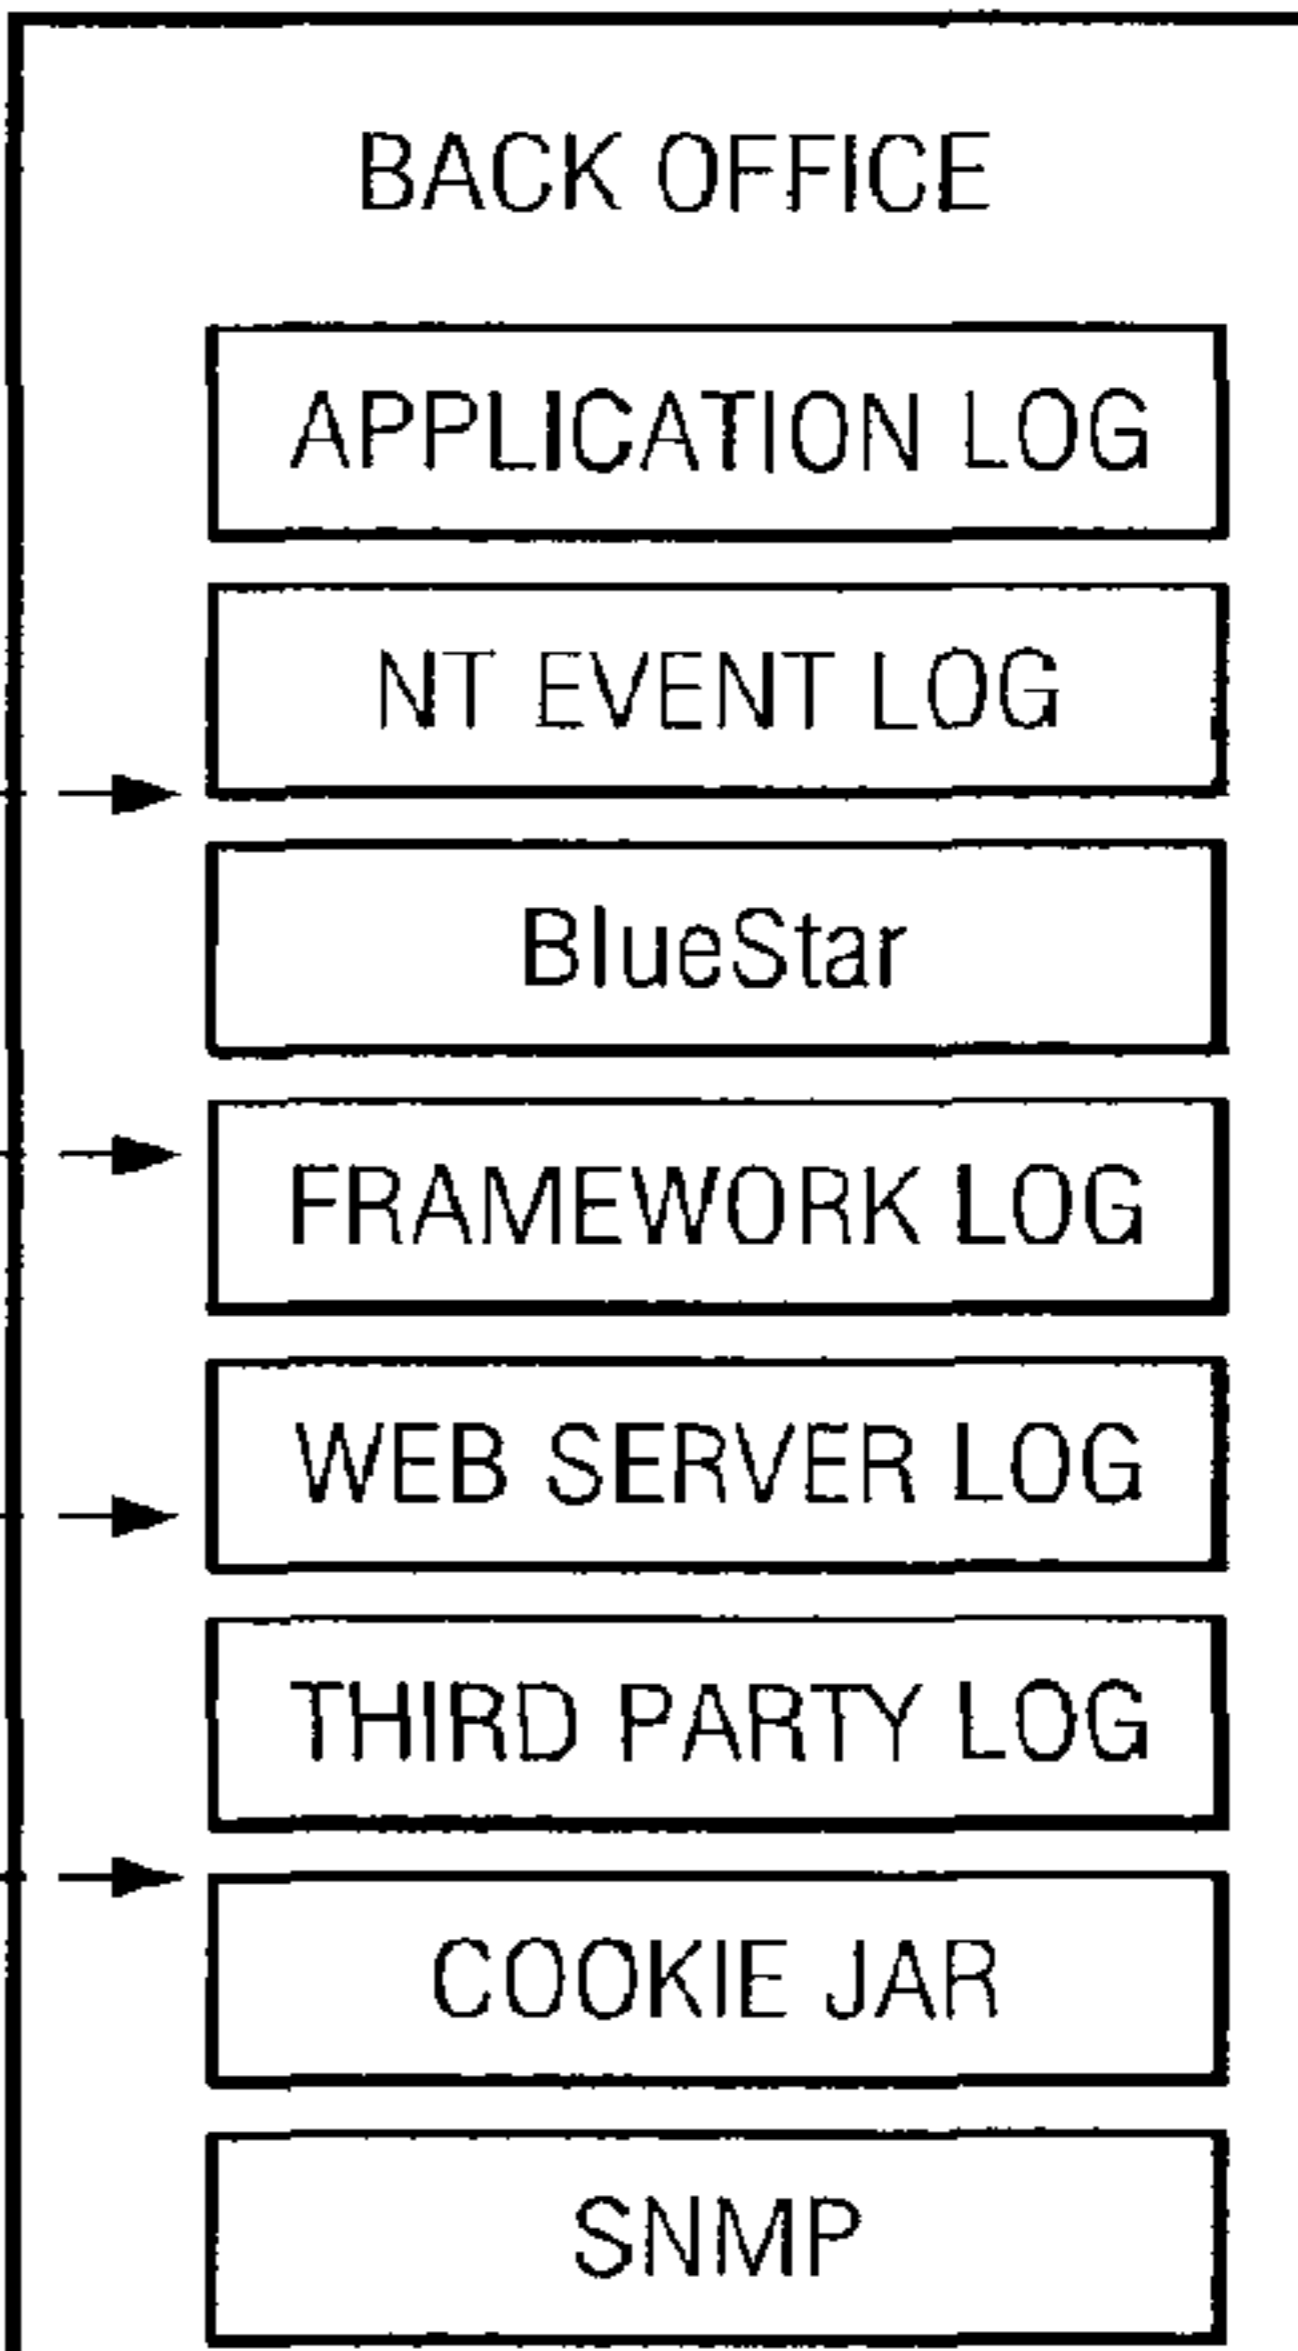 BACK OFFICE
APPLICATION LOG
NT EVENT LOG
BlueStar
FRAMEWORK LOG
WEB SERVER LOG
THIRD PARTY LOG
COOKIE JAR
SNMP